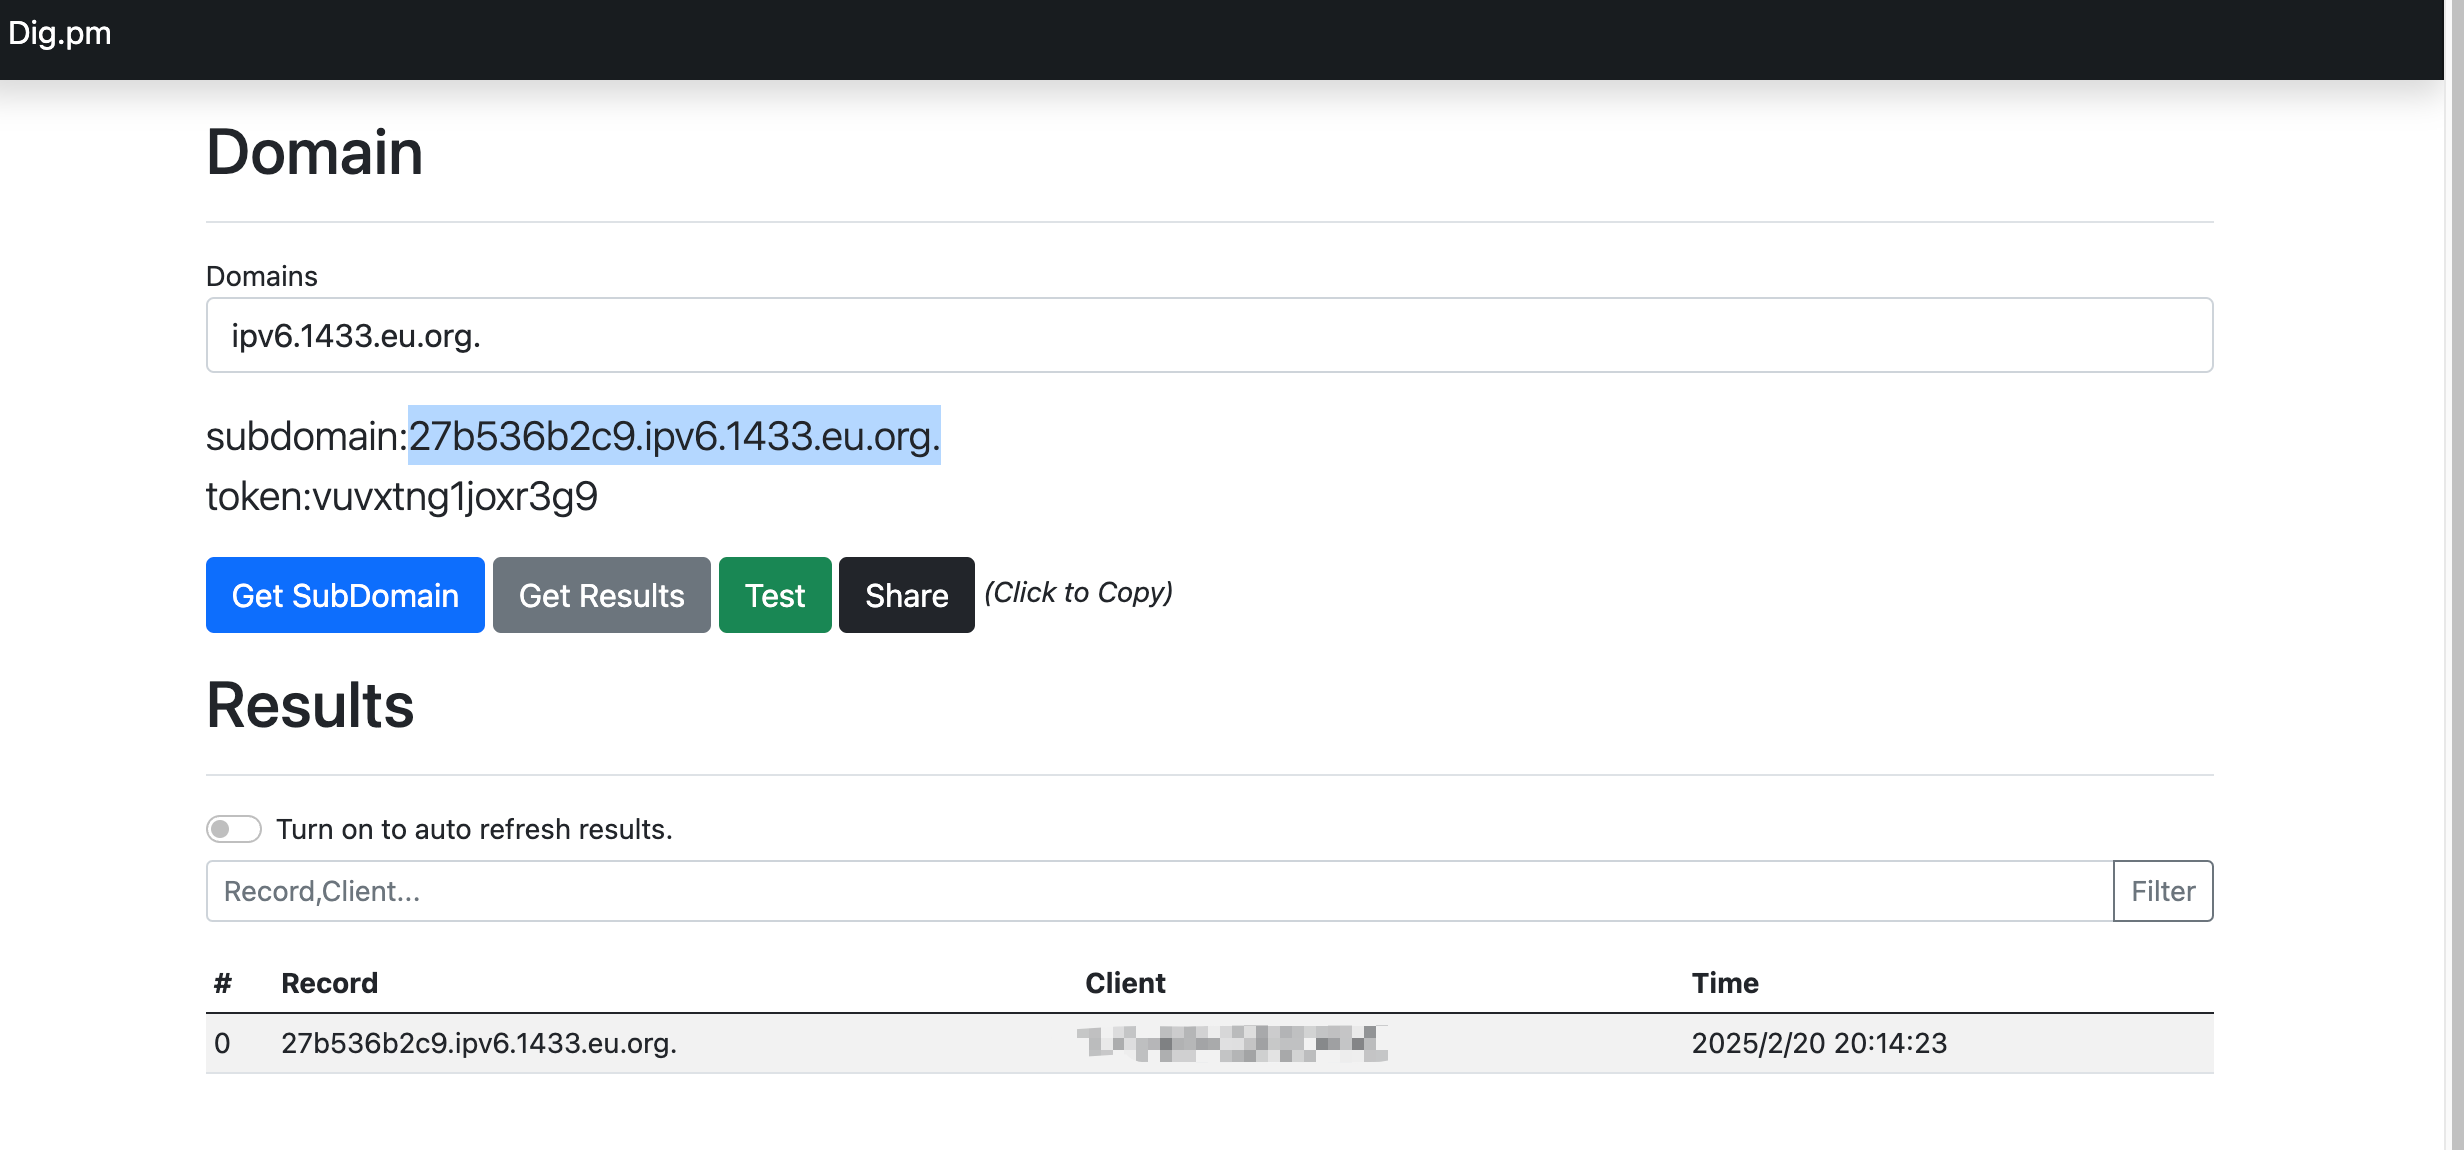 Dig.pm
Domain
Domains
ipv6.1433.eu.org.
subdomain:27b536b2c9.ipv6.1433.eu.org.
token:vuvxtng1joxr3g9
Get SubDomain Get Results Test Share (Click to Copy)
Results
Turn on to auto refresh results.
Record,Client... Filter
# Record Client Time
0 27b536b2c9.ipv6.1433.eu.org. 2025/2/20 20:14:23